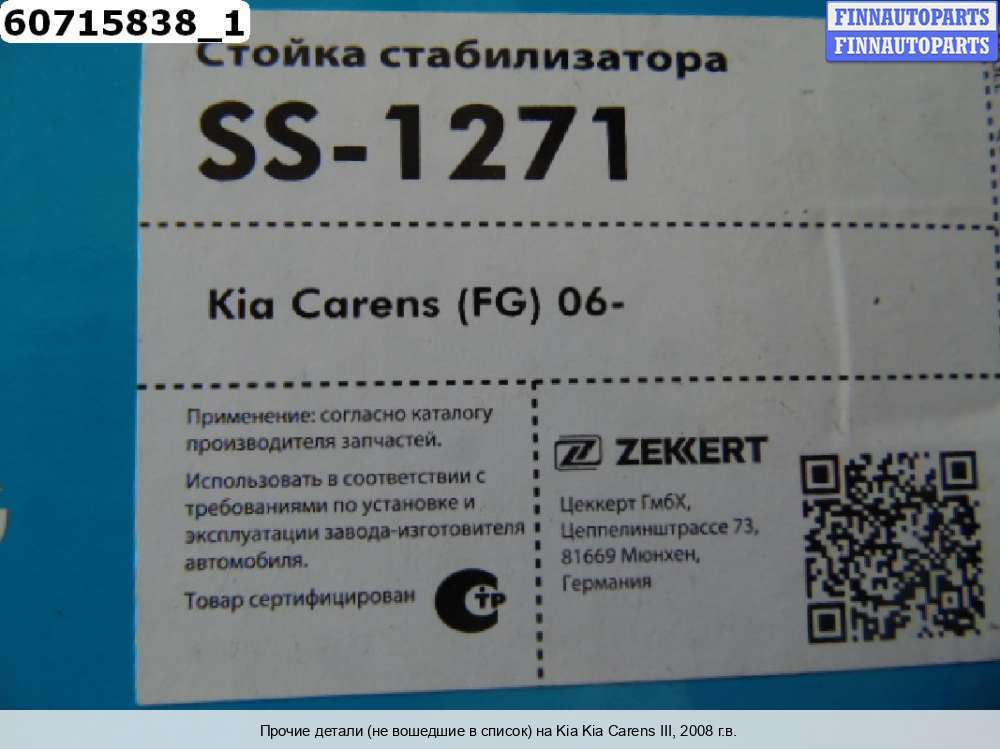 60715838_1
FINNAUTOPARTS
FINNAUTOPARTS
Стойка стабилизатора
SS-1271
Kia Carens (FG) 06-
Применение: согласно каталогу
производителя запчастей.
Использовать в соответствии с
требованиями по установке и
эксплуатации завода-изготовителя
автомобиля.
Товар сертифицирован
СТР
ZEKKERT
Цеккерт ГмбХ,
Цеппелинштрассе 73,
81669 Мюнхен,
Германия
Прочие детали (не вошедшие в список) на Kia Kia Carens III, 2008 г.в.